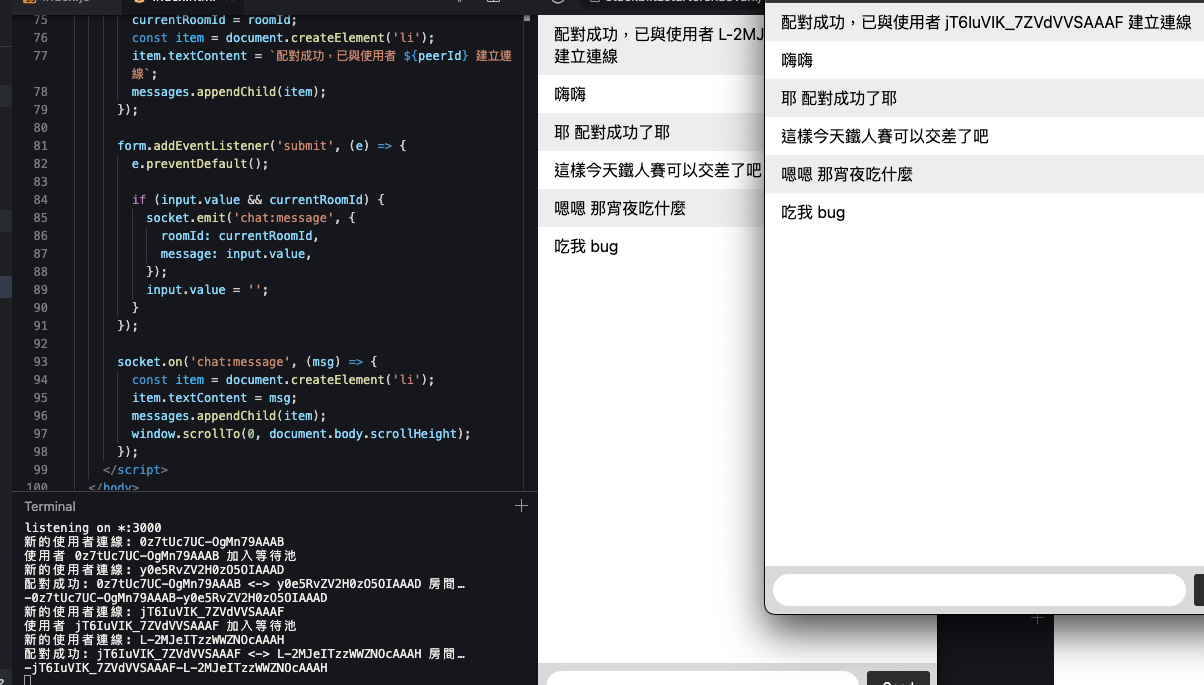 75 currentRoomId = roomId;
76 const item = document.createElement('li');
77 item.textContent = `配對成功，已與使用者 ${peerId} 建立連
線`;
78 messages.appendChild(item);
79 });
80
81 form.addEventListener('submit', (e) => {
82 e.preventDefault();
83
84 if (input.value && currentRoomId) {
85 socket.emit('chat:message', {
86 roomId: currentRoomId,
87 message: input.value,
88 });
89 input.value = '';
90 }
91 });
92
93 socket.on('chat:message', (msg) => {
94 const item = document.createElement('li');
95 item.textContent = msg;
96 messages.appendChild(item);
97 window.scrollTo(0, document.body.scrollHeight);
98 });
99 </script>
100 </body>
Terminal
listening on *:3000
新的使用者連線: 0z7tUc7UC-OgMn79AAAB
使用者 0z7tUc7UC-OgMn79AAAB 加入等待池
新的使用者連線: y0e5RvZV2H0zO5OIAAAD
配對成功: 0z7tUc7UC-OgMn79AAAB <-> y0e5RvZV2H0zO5OIAAAD 房間…
-0z7tUc7UC-OgMn79AAAB-y0e5RvZV2H0zO5OIAAAD
新的使用者連線: jT6IuVIK_7ZVdVVSAAAF
使用者 jT6IuVIK_7ZVdVVSAAAF 加入等待池
新的使用者連線: L-2MJeITzzWWZNOcAAAH
配對成功: jT6IuVIK_7ZVdVVSAAAF <-> L-2MJeITzzWWZNOcAAAH 房間…
-jT6IuVIK_7ZVdVVSAAAF-L-2MJeITzzWWZNOcAAAH
配對成功，已與使用者 L-2MJ
建立連線
嗨嗨
耶 配對成功了耶
這樣今天鐵人賽可以交差了吧
嗯嗯 那宵夜吃什麼
吃我 bug
配對成功，已與使用者 jT6IuVIK_7ZVdVVSAAAF 建立連線
嗨嗨
耶 配對成功了耶
這樣今天鐵人賽可以交差了吧
嗯嗯 那宵夜吃什麼
吃我 bug
Send